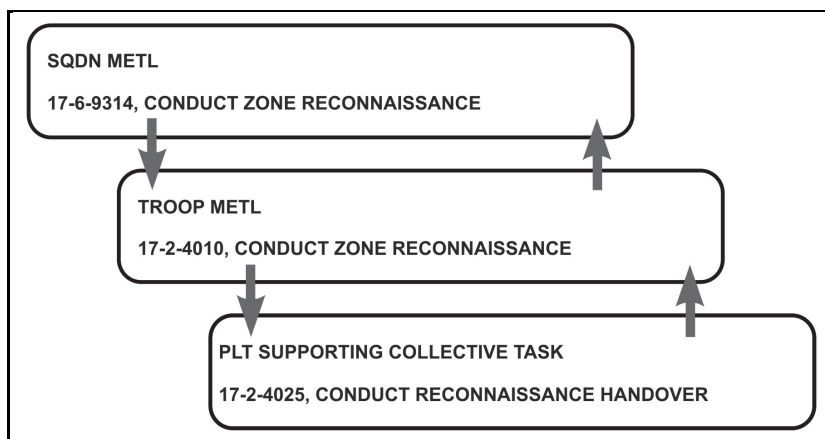 SQDN METL
17-6-9314, CONDUCT ZONE RECONNAISSANCE
TROOP METL
17-2-4010, CONDUCT ZONE RECONNAISSANCE
PLT SUPPORTING COLLECTIVE TASK
17-2-4025, CONDUCT RECONNAISSANCE HANDOVER